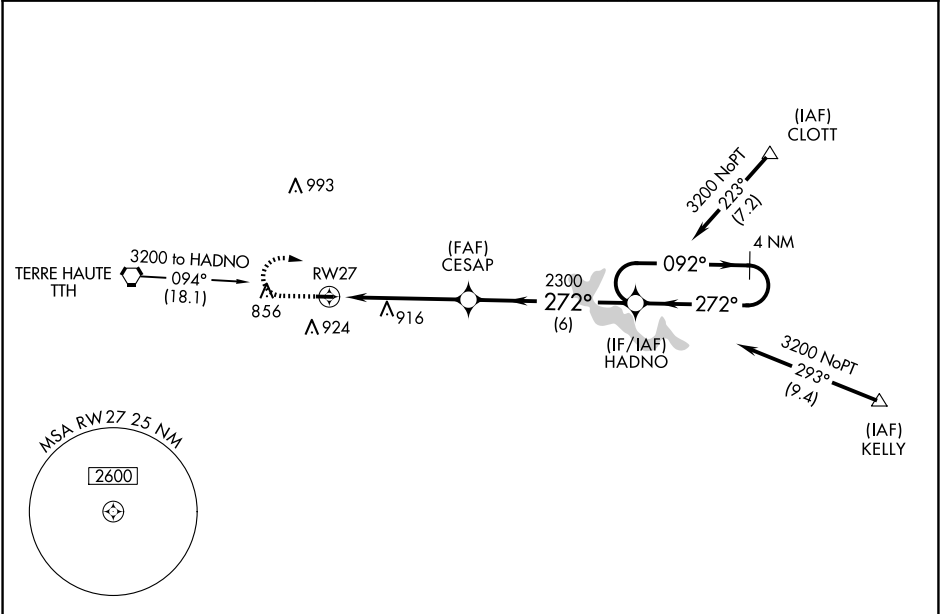 (IAF)
CLOTT
3200 NoPT
223°
(7.2)
993
4 NM
(FAF)
CESAP
3200 to HADNO
094°
(18.1)
TERRE HAUTE
TTH
RW27
092°
856
924
916
2300
272°
(6)
272°
(IF/IAF)
HADNO
3200 NoPT
293°
(9.4)
(IAF)
KELLY
MSA RW27 25 NM
2600